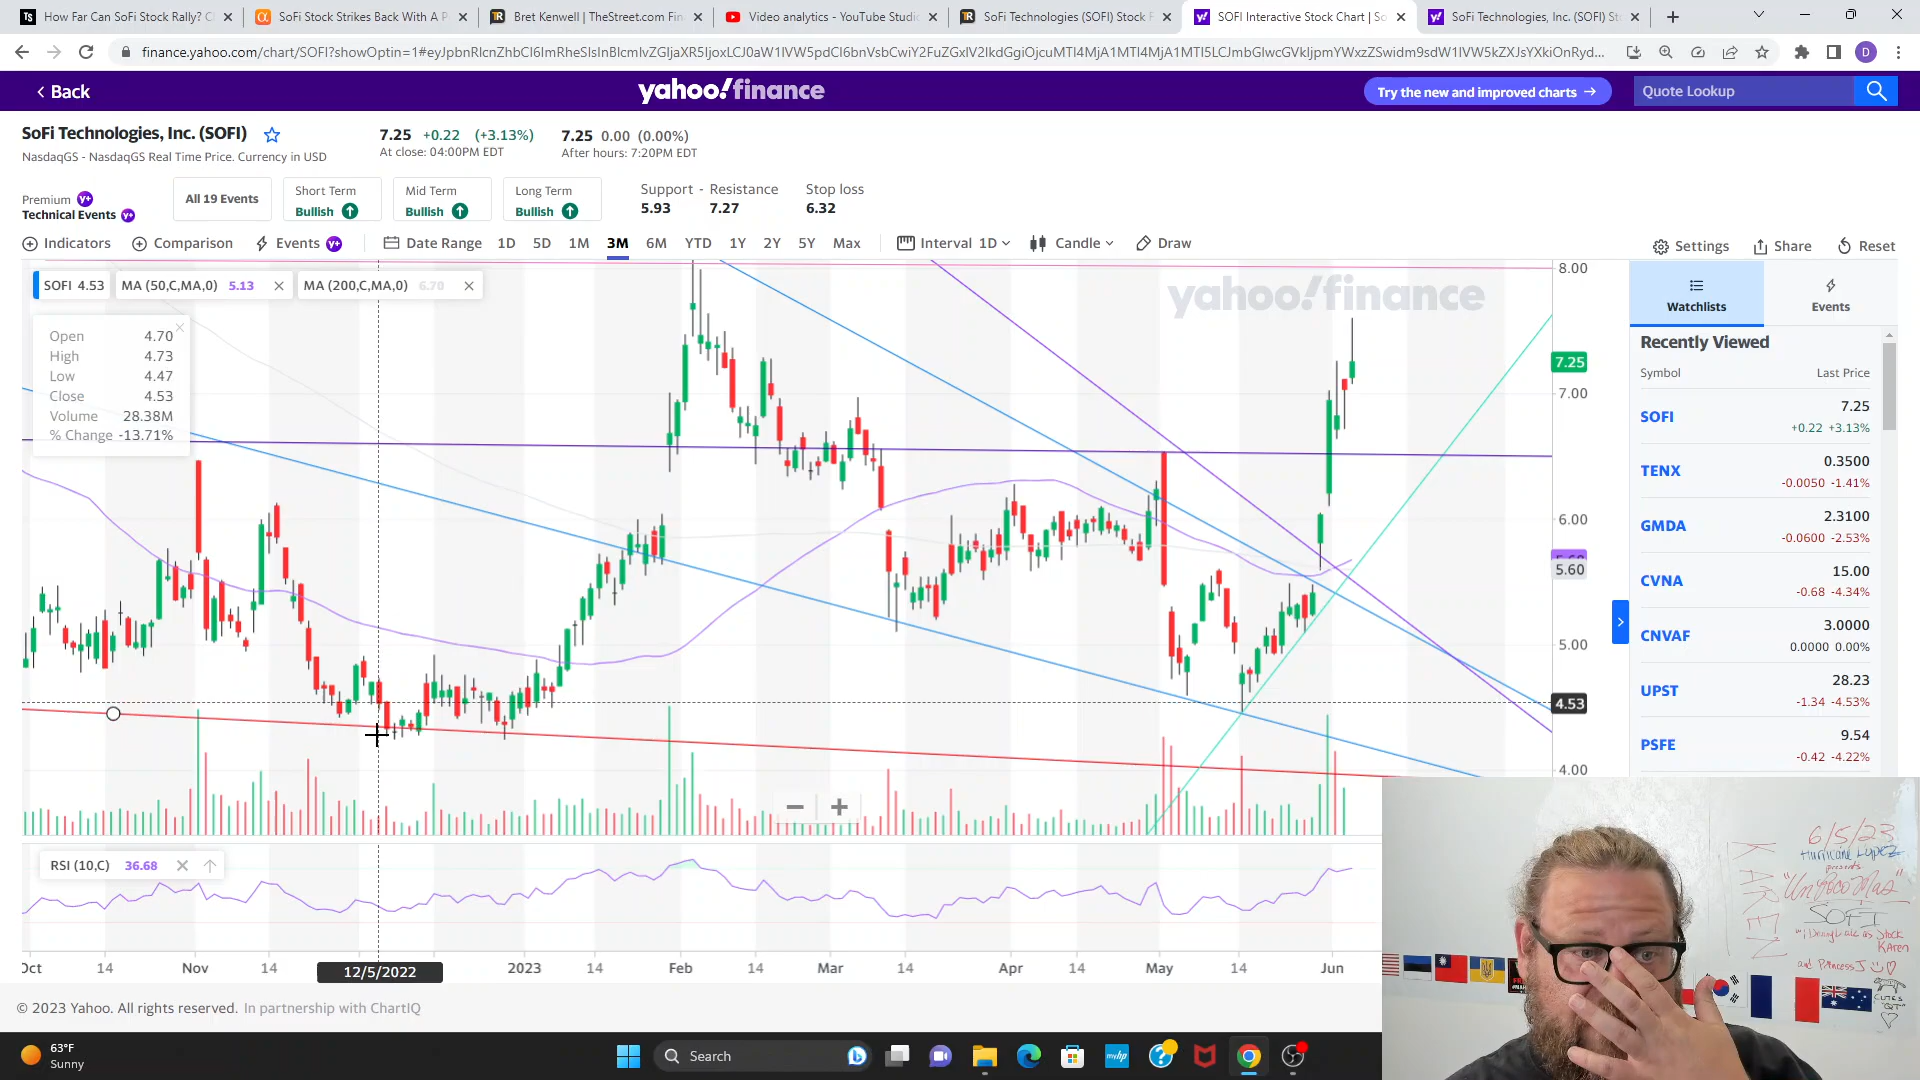 How Far Can SoFi Stock Rally? C
SoFi Stock Strikes Back With A P
Bret Kenwell | TheStreet.com Fin
Video analytics - YouTube Studio
SoFi Technologies (SOFI) Stock F
SOFI Interactive Stock Chart | So
SoFi Technologies, Inc. (SOFI) St
Back
yahoo!finance
Try the new and improved charts →
Quote Lookup
SoFi Technologies, Inc. (SOFI)
NasdaqGS - NasdaqGS Real Time Price. Currency in USD
7.25 +0.22 (+3.13%)
At close: 04:00PM EDT
7.25 0.00 (0.00%)
After hours: 7:20PM EDT
Premium Y+
Technical Events Y+
All 19 Events
Short Term
Bullish
Mid Term
Bullish
Long Term
Bullish
Support - Resistance
5.93 7.27
Stop loss
6.32
Indicators Comparison Events Y+ Date Range 1D 5D 1M 3M 6M YTD 1Y 2Y 5Y Max Interval 1D Candle Draw
Settings Share Reset
SOFI 4.53
MA (50,C,MA,0) 5.13
MA (200,C,MA,0) 6.70
yahoo!finance
Open 4.70
High 4.73
Low 4.47
Close 4.53
Volume 28.38M
% Change -13.71%
8.00
7.25
7.00
6.00
5.60
5.00
4.53
4.00
RSI (10,C) 36.68
Oct 14 Nov 14 12/5/2022 2023 14 Feb 14 Mar 14 Apr 14 May 14 Jun
Watchlists
Events
Recently Viewed
Symbol Last Price
SOFI 7.25
+0.22 +3.13%
TENX 0.3500
-0.0050 -1.41%
GMDA 2.3100
-0.0600 -2.53%
CVNA 15.00
-0.68 -4.34%
CNVAF 3.0000
0.0000 0.00%
UPST 28.23
-1.34 -4.53%
PSFE 9.54
-0.42 -4.22%
6/5/23
Hurricane Lopez
presents
"Un Poco Mas"
SOFI
KAREN
and Princess J
© 2023 Yahoo. All rights reserved. In partnership with ChartIQ
63°F
Sunny
Search